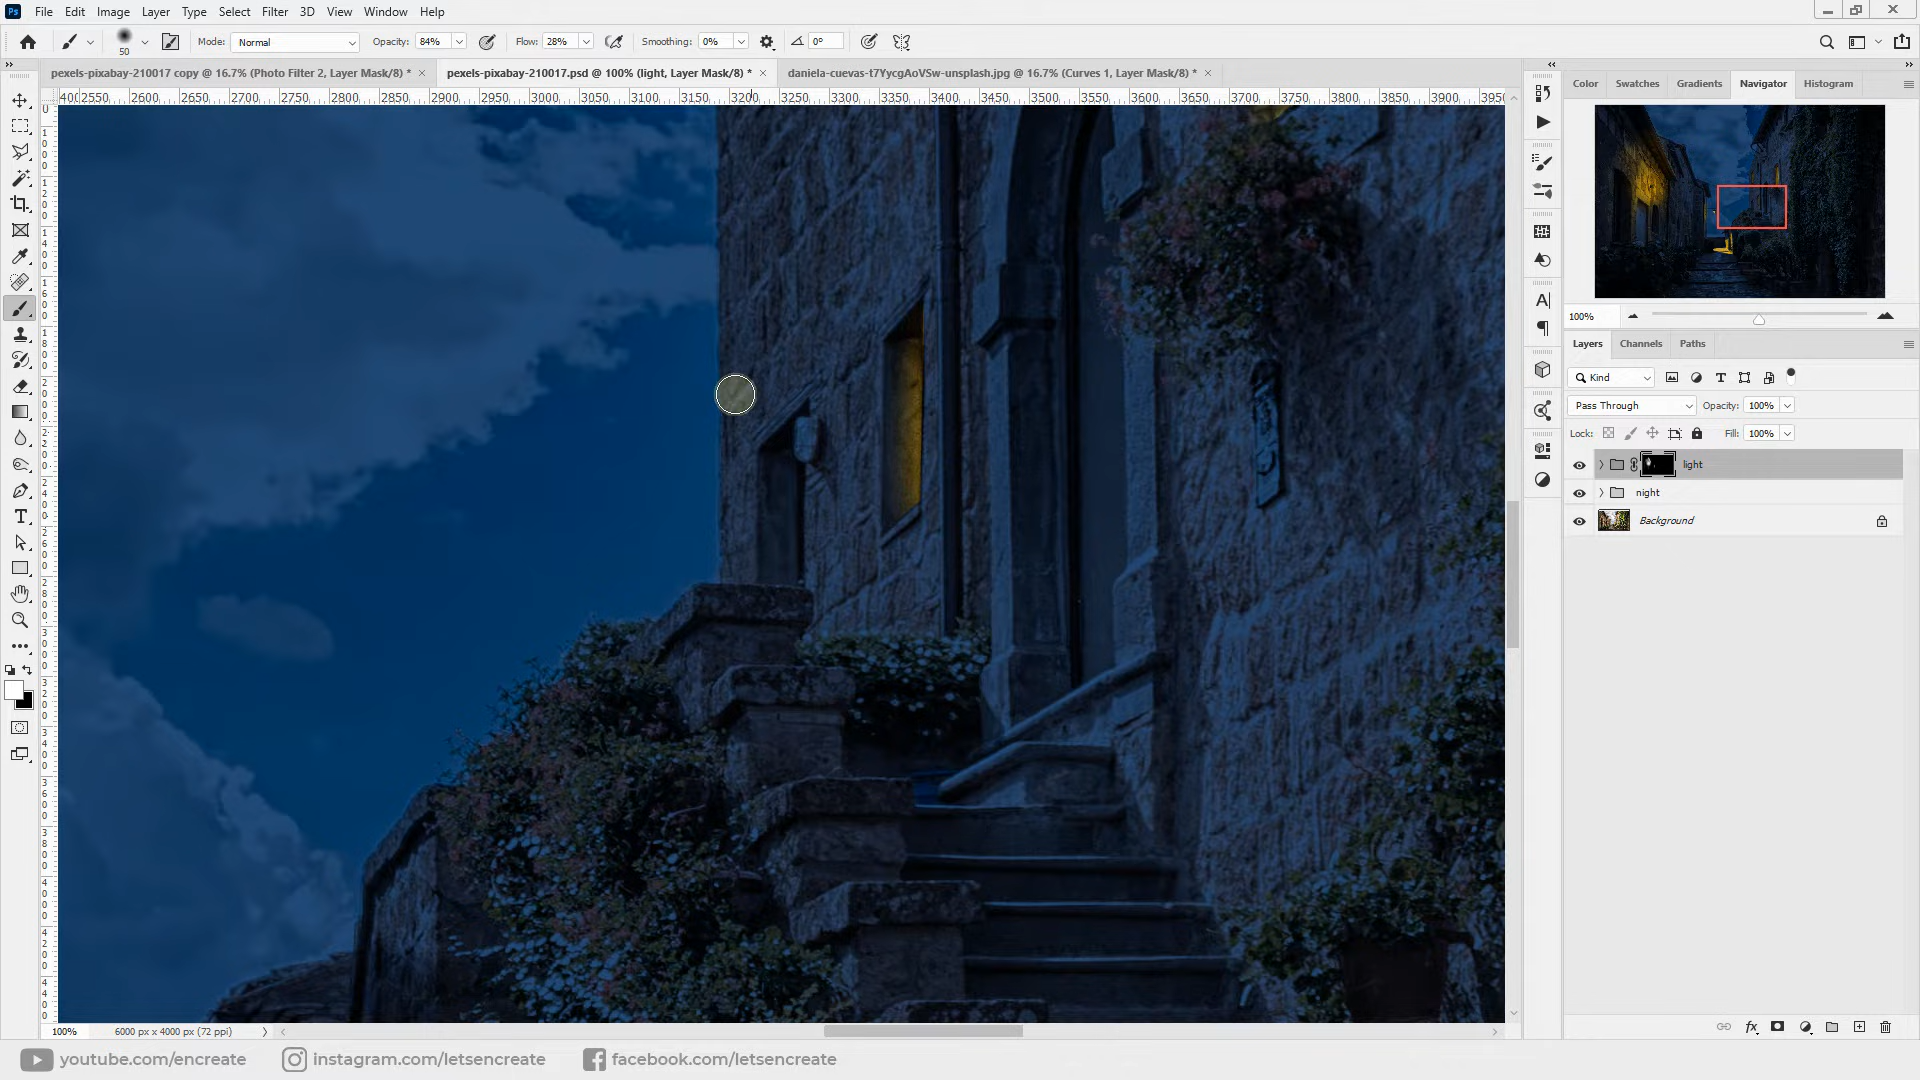 File Edit Image Layer Type Select Filter 3D View Window Help
50 Mode: Normal Opacity: 84% Flow: 28% Smoothing: 0% 0°
pexels-pixabay-210017 copy @ 16.7% (Photo Filter 2, Layer Mask/8) *
pexels-pixabay-210017.psd @ 100% (light, Layer Mask/8) *
daniela-cuevas-t7YycgAoVSw-unsplash.jpg @ 16.7% (Curves 1, Layer Mask/8) *
2550 2600 2650 2700 2750 2800 2850 2900 2950 3000 3050 3100 3150 3200 3250 3300 3350 3400 3450 3500 3550 3600 3650 3700 3750 3800 3850 3900 3950
Color Swatches Gradients Navigator Histogram
100%
Layers Channels Paths
Kind
Pass Through Opacity: 100%
Lock: Fill: 100%
light
night
Background
100% 6000 px x 4000 px (72 ppi)
youtube.com/encreate instagram.com/letsencreate facebook.com/letsencreate